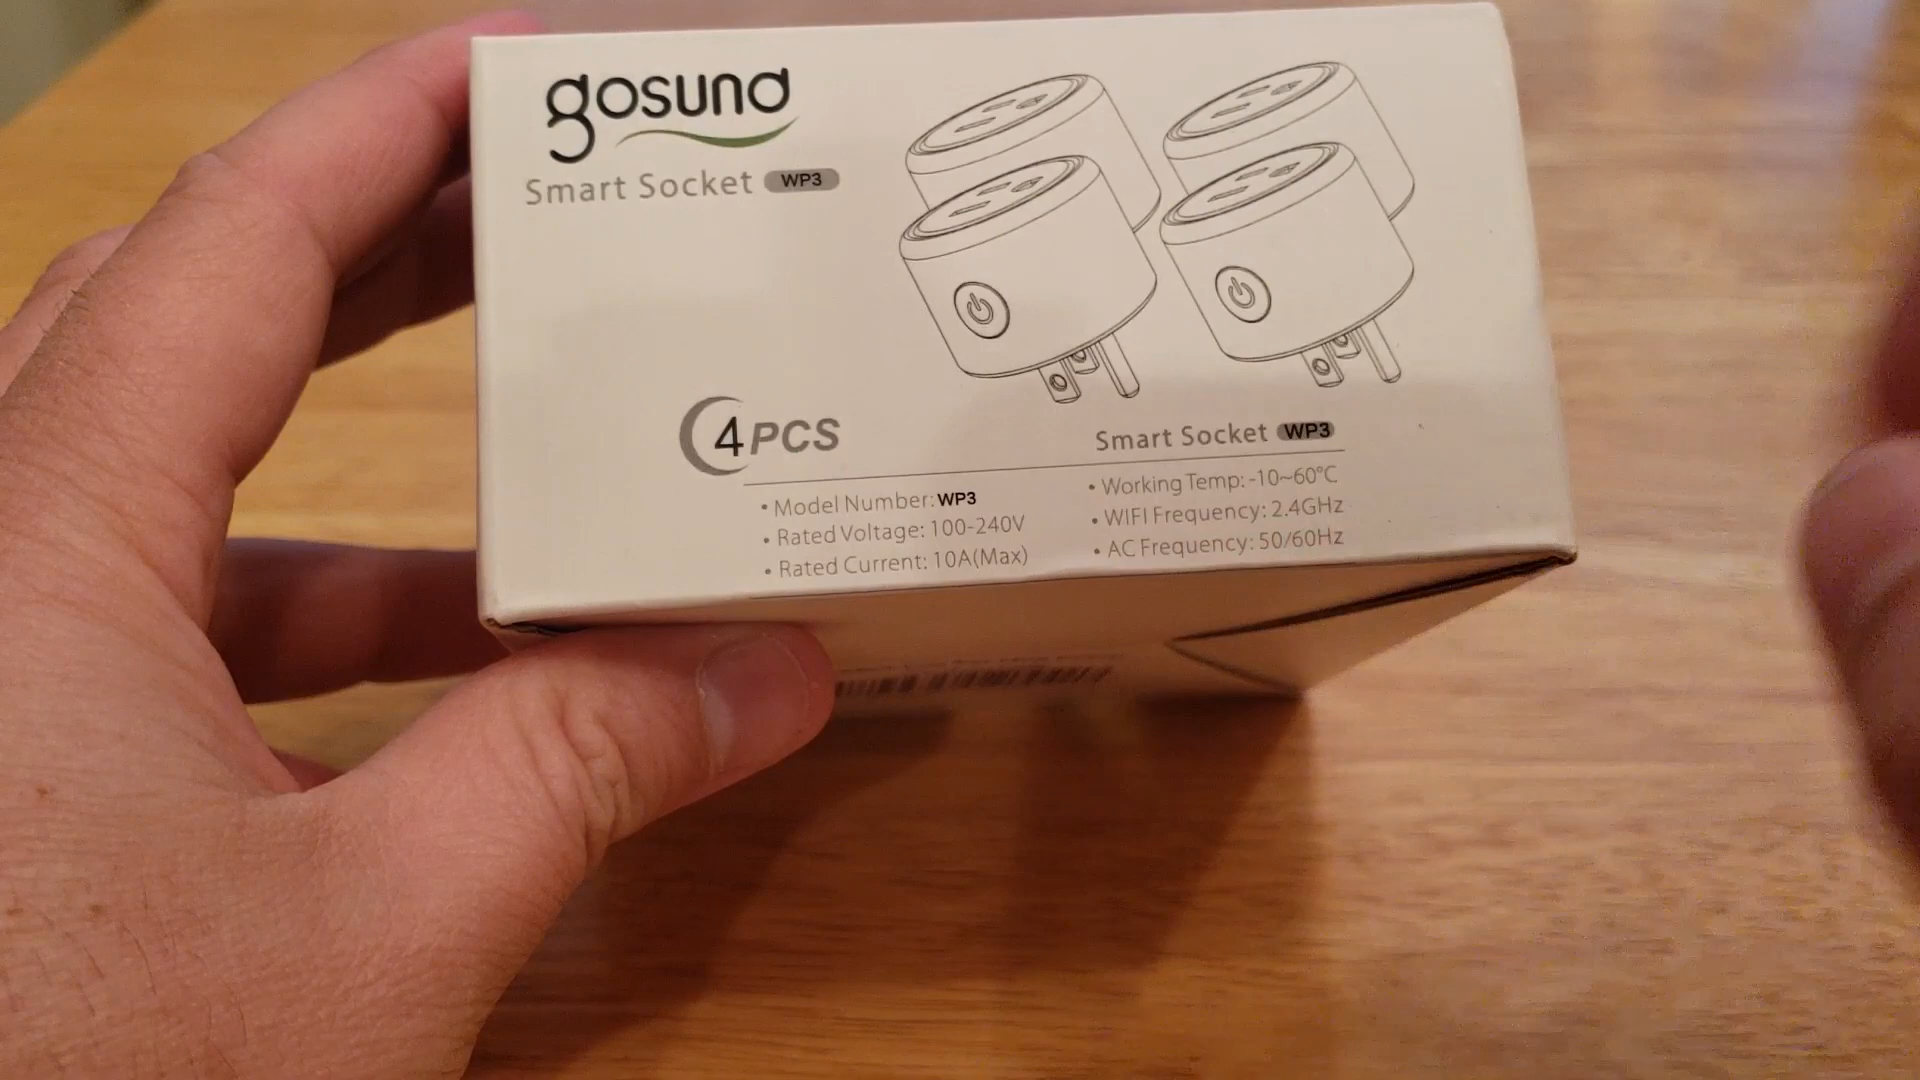 gosund
Smart Socket WP3
4PCS
Smart Socket WP3
• Model Number: WP3
• Rated Voltage: 100-240V
• Rated Current: 10A(Max)
• Working Temp: -10~60℃
• WIFI Frequency: 2.4GHz
• AC Frequency: 50/60Hz